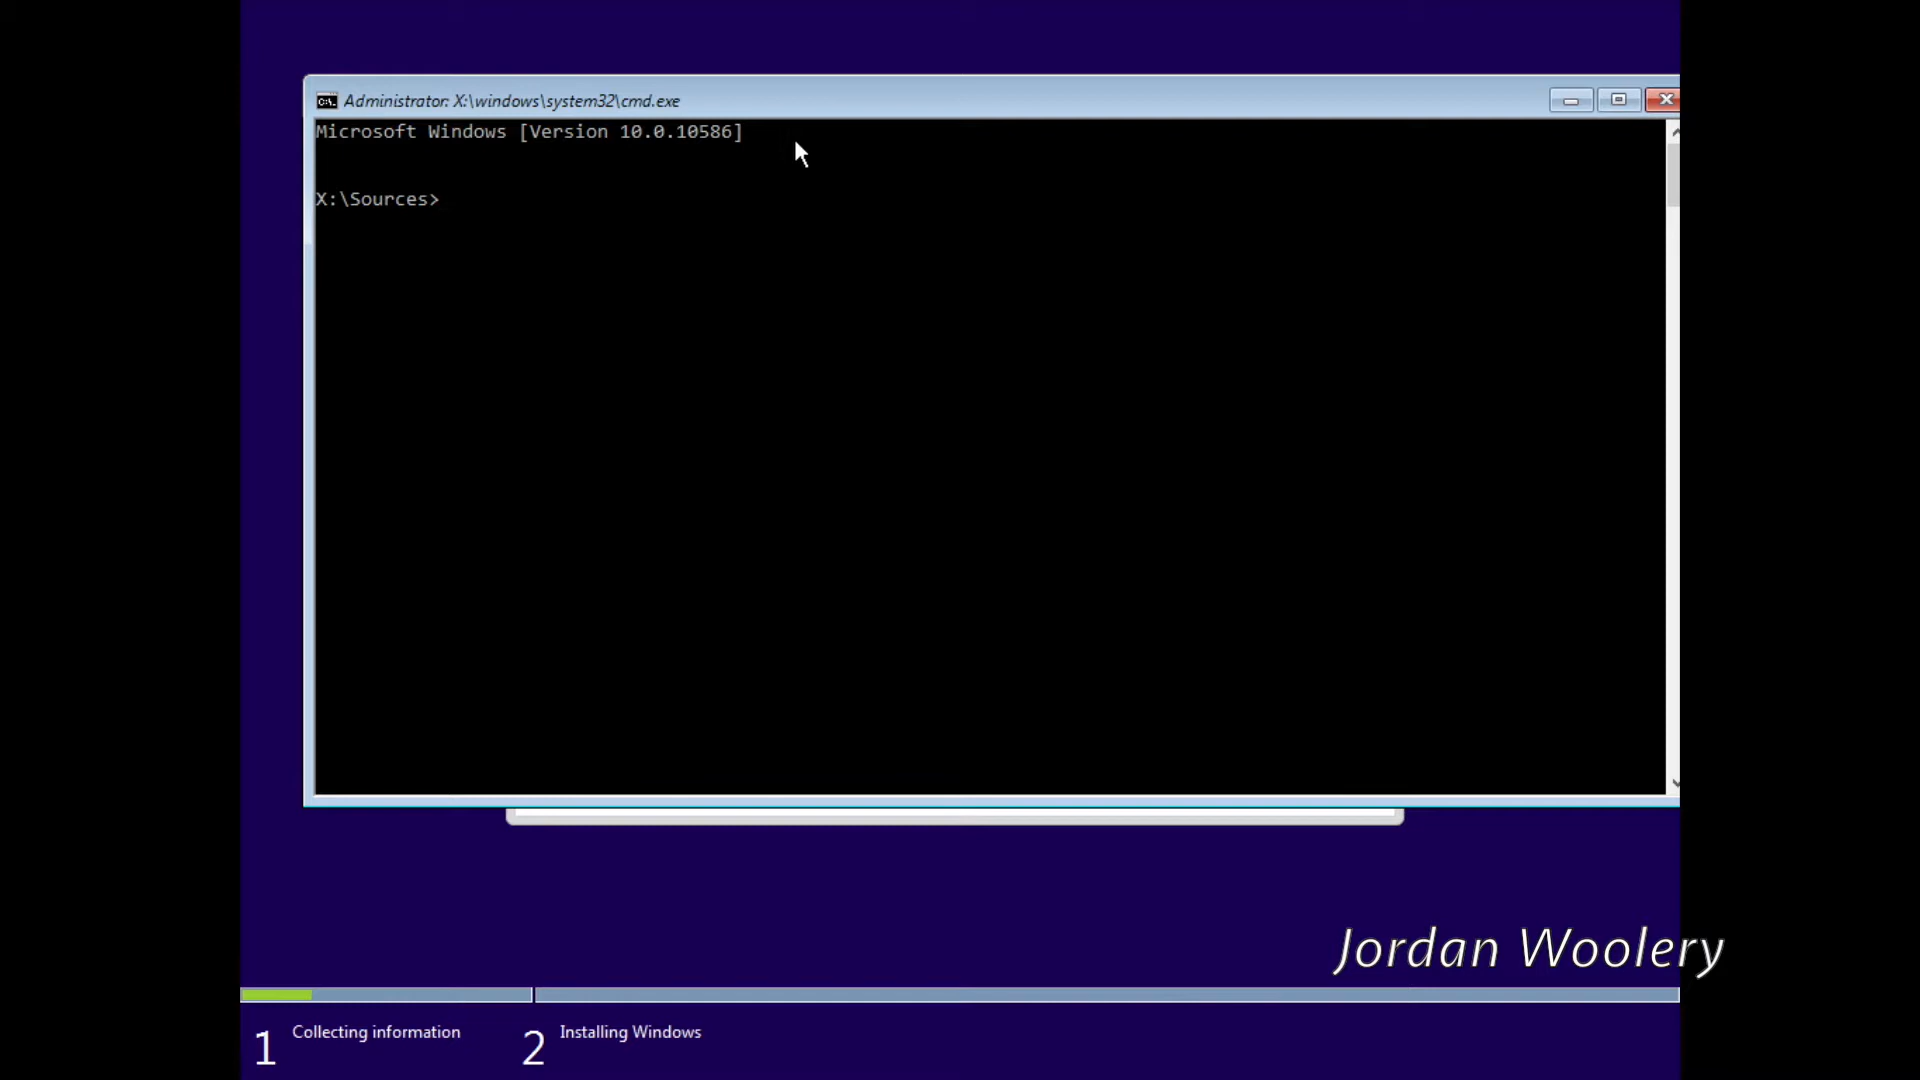 Administrator: X:\windows\system32\cmd.exe
Microsoft Windows [Version 10.0.10586]
X:\Sources>
Jordan Woolery
1 Collecting information 2 Installing Windows